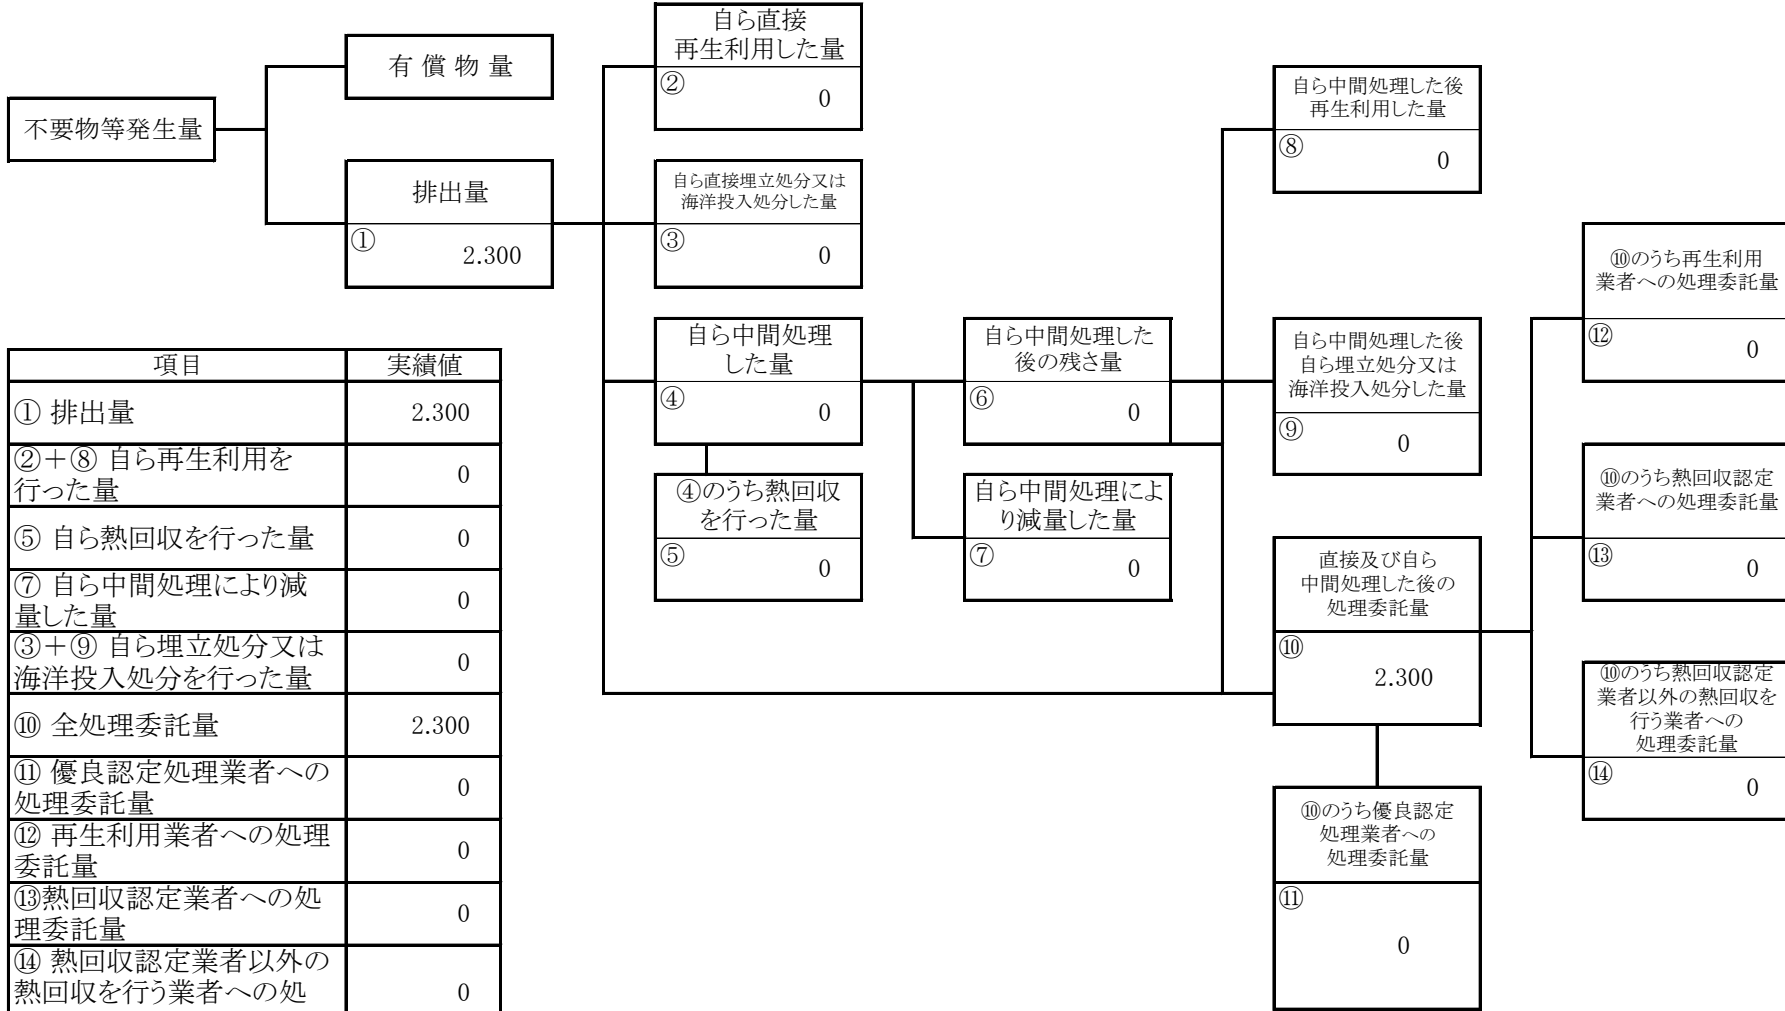 自ら直接
再生利用した量
②
0
有 償 物 量
不要物等発生量
排出量
①
2.300
自ら直接埋立処分又は
海洋投入処分した量
③
0
自ら中間処理した後
再生利用した量
⑧
0
自ら中間処理
した量
④
0
自ら中間処理した
後の残さ量
⑥
0
自ら中間処理した後
自ら埋立処分又は
海洋投入処分した量
⑨
0
④のうち熱回収
を行った量
⑤
0
自ら中間処理によ
り減量した量
⑦
0
直接及び自ら
中間処理した後の
処理委託量
⑩
2.300
⑩のうち優良認定
処理業者への
処理委託量
⑪
0
⑩のうち再生利用
業者への処理委託量
⑫
0
⑩のうち熱回収認定
業者への処理委託量
⑬
0
⑩のうち熱回収認定
業者以外の熱回収を
行う業者への
処理委託量
⑭
0
項目
実績値
① 排出量
2.300
②＋⑧ 自ら再生利用を
行った量
0
⑤ 自ら熱回収を行った量
0
⑦ 自ら中間処理により減
量した量
0
③＋⑨ 自ら埋立処分又は
海洋投入処分を行った量
0
⑩ 全処理委託量
2.300
⑪ 優良認定処理業者への
処理委託量
0
⑫ 再生利用業者への処理
委託量
0
⑬熱回収認定業者への処
理委託量
0
⑭ 熱回収認定業者以外の
熱回収を行う業者への処
0